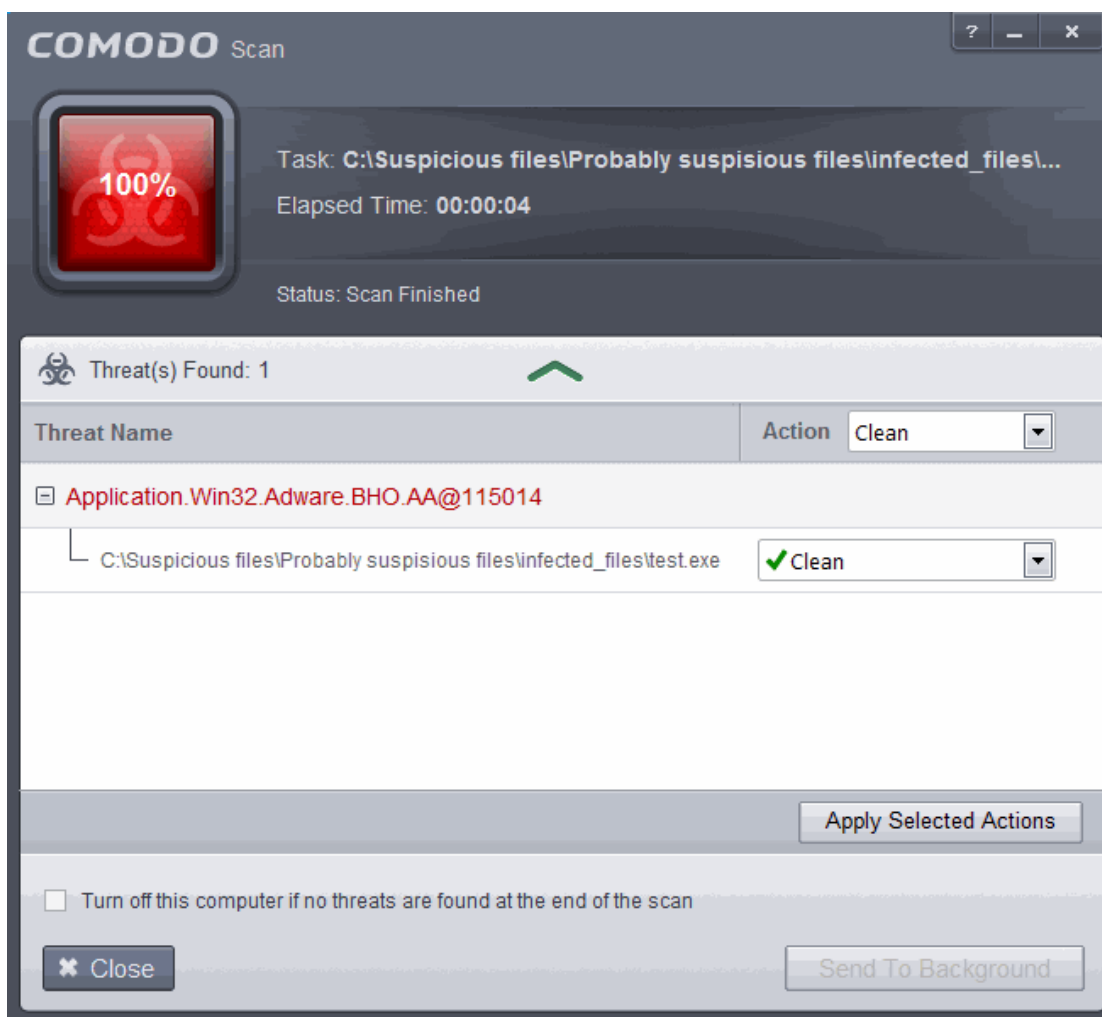 COMODO Scan
? – ×
100%
Task: C:\Suspicious files\Probably suspisious files\infected_files\...
Elapsed Time: 00:00:04
Status: Scan Finished
Threat(s) Found: 1
Threat Name
Action Clean
Application.Win32.Adware.BHO.AA@115014
C:\Suspicious files\Probably suspisious files\infected_files\test.exe
Clean
Apply Selected Actions
Turn off this computer if no threats are found at the end of the scan
Close
Send To Background